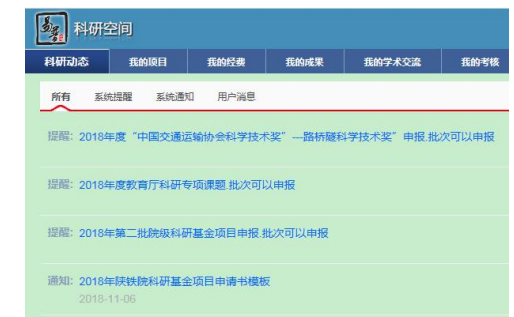 科研空间
科研动态 我的项目 我的经费 我的成果 我的学术交流 我的考核
所有 系统提醒 系统通知 用户消息
提醒: 2018年度“中国交通运输协会科学技术奖”---路桥隧科学技术奖”申报.批次可以申报
提醒: 2018年度教育厅科研专项课题.批次可以申报
提醒: 2018年第二批院级科研基金项目申报.批次可以申报
通知: 2018年陕铁院科研基金项目申请书模板
2018-11-06